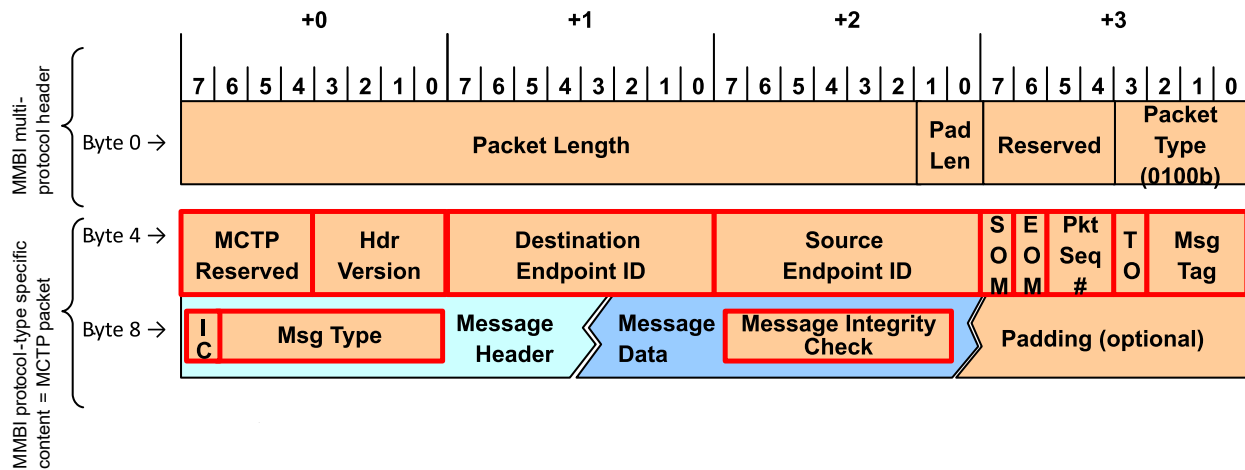 +0 +1 +2 +3
7 6 5 4 3 2 1 0 7 6 5 4 3 2 1 0 7 6 5 4 3 2 1 0 7 6 5 4 3 2 1 0
MMBI multi-
protocol header
Byte 0 →
Packet Length
Pad
Len
Reserved
Packet
Type
(0100b)
MMBI protocol-type specific
content = MCTP packet
Byte 4 →
MCTP
Reserved
Hdr
Version
Destination
Endpoint ID
Source
Endpoint ID
S
O
M
E
O
M
Pkt
Seq
#
T
O
Msg
Tag
Byte 8 →
I
C
Msg Type
Message
Header
Message
Data
Message Integrity
Check
Padding (optional)